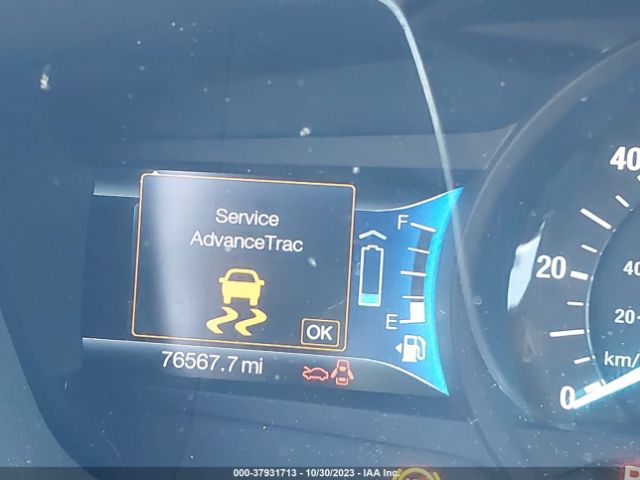 Service
AdvanceTrac
OK
76567.7 mi
F
E
40
20
0
40
20
km/
000-37931713 - 10/30/2023 - IAA Inc.